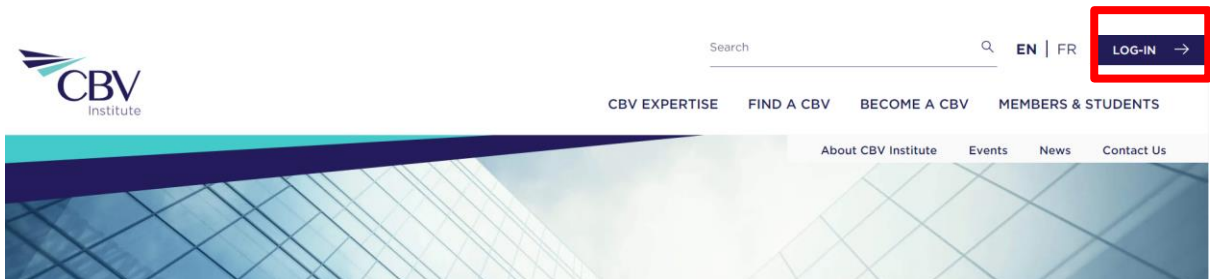 Search
EN | FR
LOG-IN →
CBV
Institute
CBV EXPERTISE FIND A CBV BECOME A CBV MEMBERS & STUDENTS
About CBV Institute Events News Contact Us